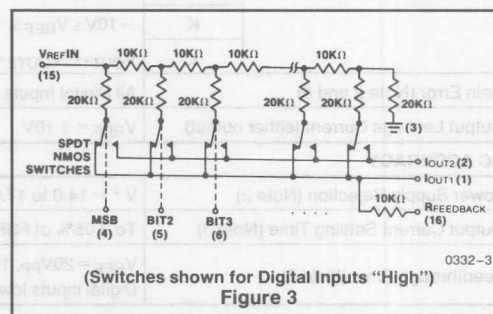 K
−10V ≤ VREF ≤
VREFIN
(15)
10KΩ 10KΩ 10KΩ 10KΩ
20KΩ 20KΩ 20KΩ 20KΩ 20KΩ 20KΩ
(3)
SPDT
NMOS
SWITCHES
IOUT2 (2)
IOUT1 (1)
10KΩ
RFEEDBACK
(16)
MSB BIT2 BIT3
(4) (5) (6)
0332-3
(Switches shown for Digital Inputs “High”)
Figure 3